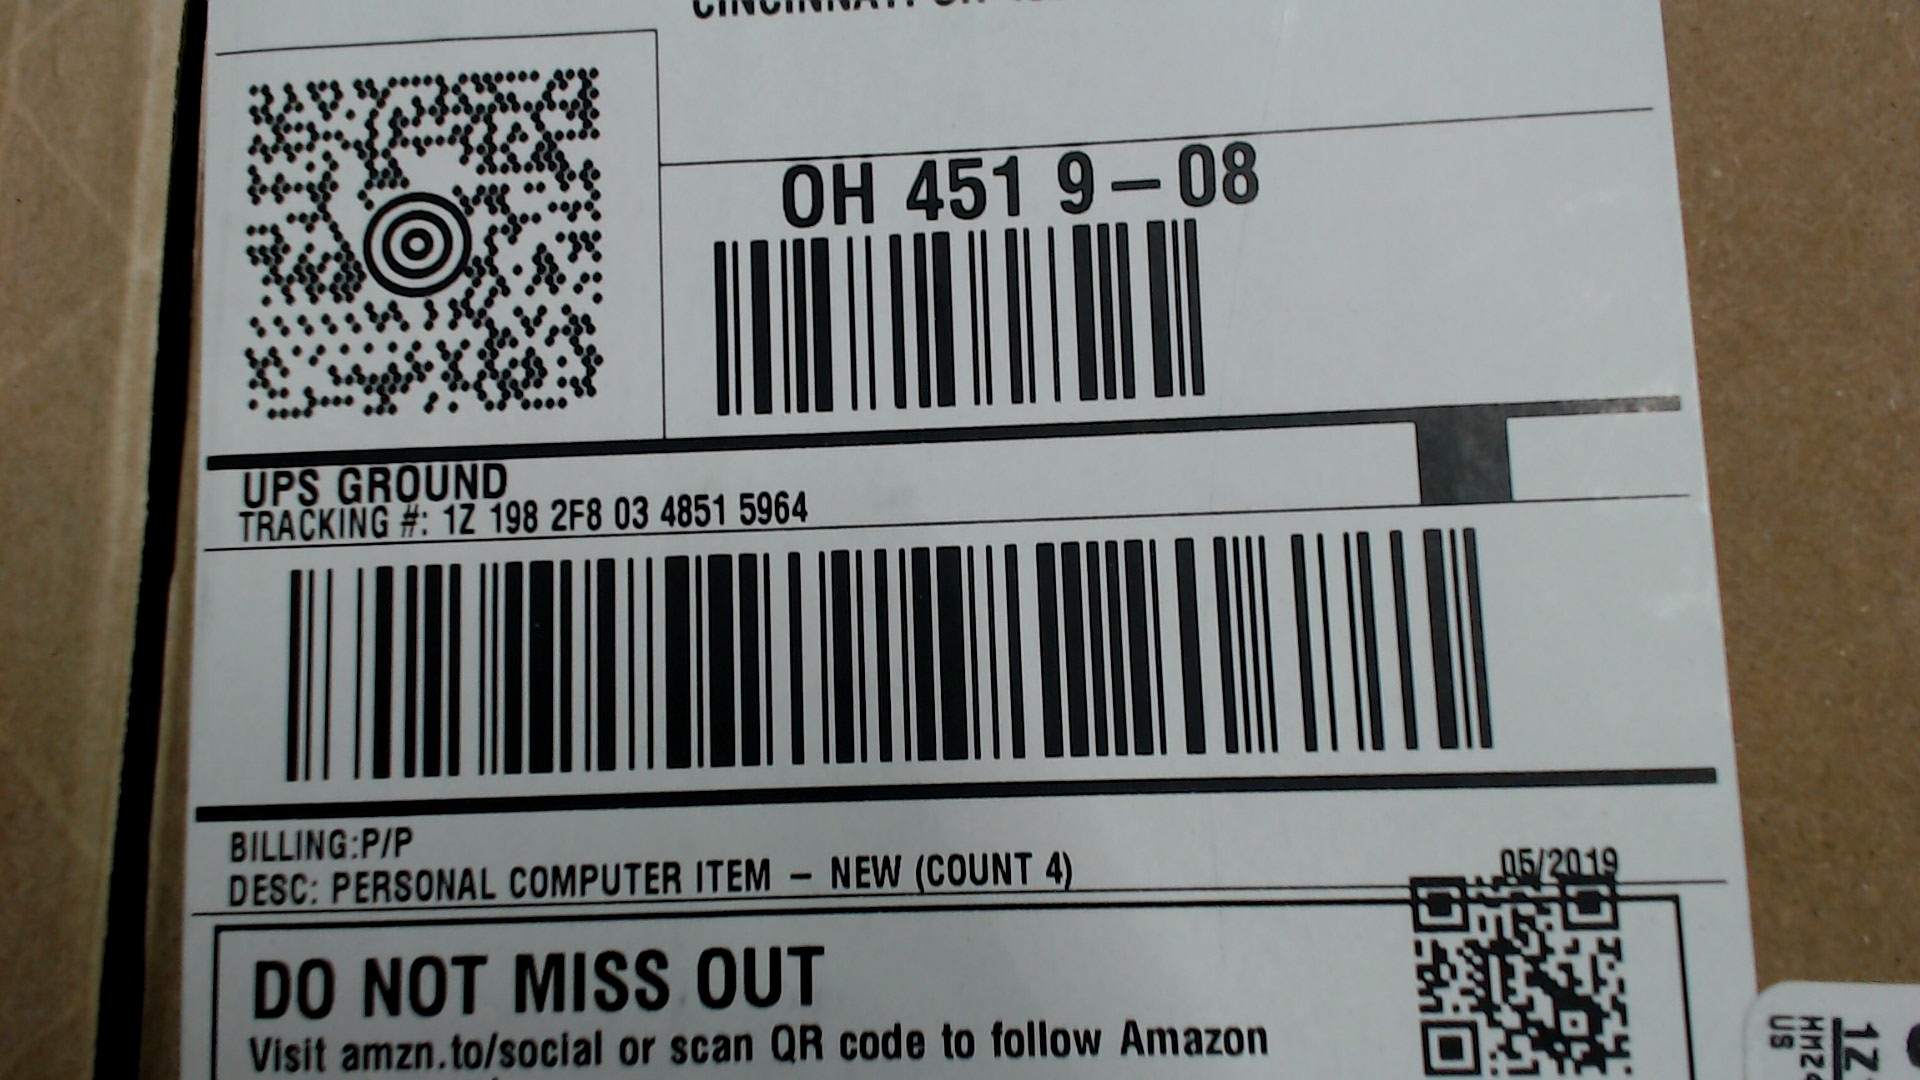 OH 451 9-08
UPS GROUND
TRACKING #: 1Z 198 2F8 03 4851 5964
BILLING:P/P
DESC: PERSONAL COMPUTER ITEM - NEW (COUNT 4)
05/2019
DO NOT MISS OUT
Visit amzn.to/social or scan QR code to follow Amazon
1Z
US